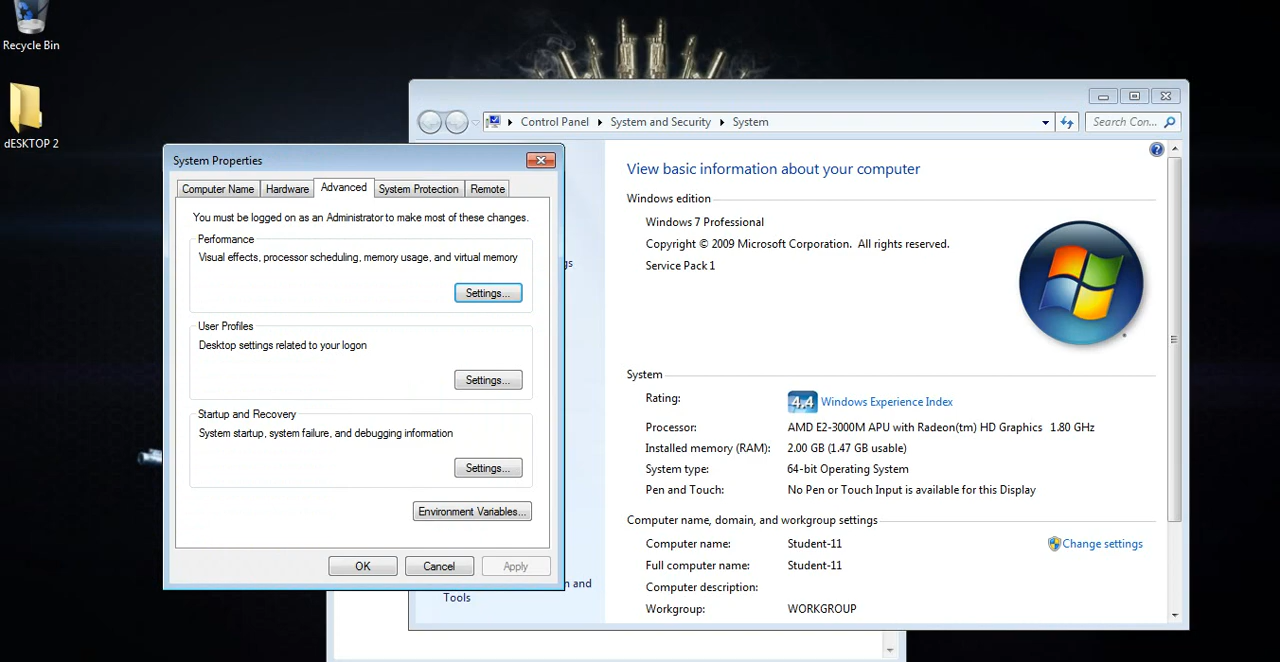 Recycle Bin
dESKTOP 2
Control Panel System and Security System
Search Con...
System Properties
Computer Name Hardware Advanced System Protection Remote
You must be logged on as an Administrator to make most of these changes.
Performance
Visual effects, processor scheduling, memory usage, and virtual memory
Settings...
User Profiles
Desktop settings related to your logon
Settings...
Startup and Recovery
System startup, system failure, and debugging information
Settings...
Environment Variables...
OK Cancel Apply
Tools
View basic information about your computer
Windows edition
Windows 7 Professional
Copyright © 2009 Microsoft Corporation. All rights reserved.
Service Pack 1
System
Rating: 4,4 Windows Experience Index
Processor: AMD E2-3000M APU with Radeon(tm) HD Graphics 1.80 GHz
Installed memory (RAM): 2.00 GB (1.47 GB usable)
System type: 64-bit Operating System
Pen and Touch: No Pen or Touch Input is available for this Display
Computer name, domain, and workgroup settings
Computer name: Student-11 Change settings
Full computer name: Student-11
Computer description:
Workgroup: WORKGROUP